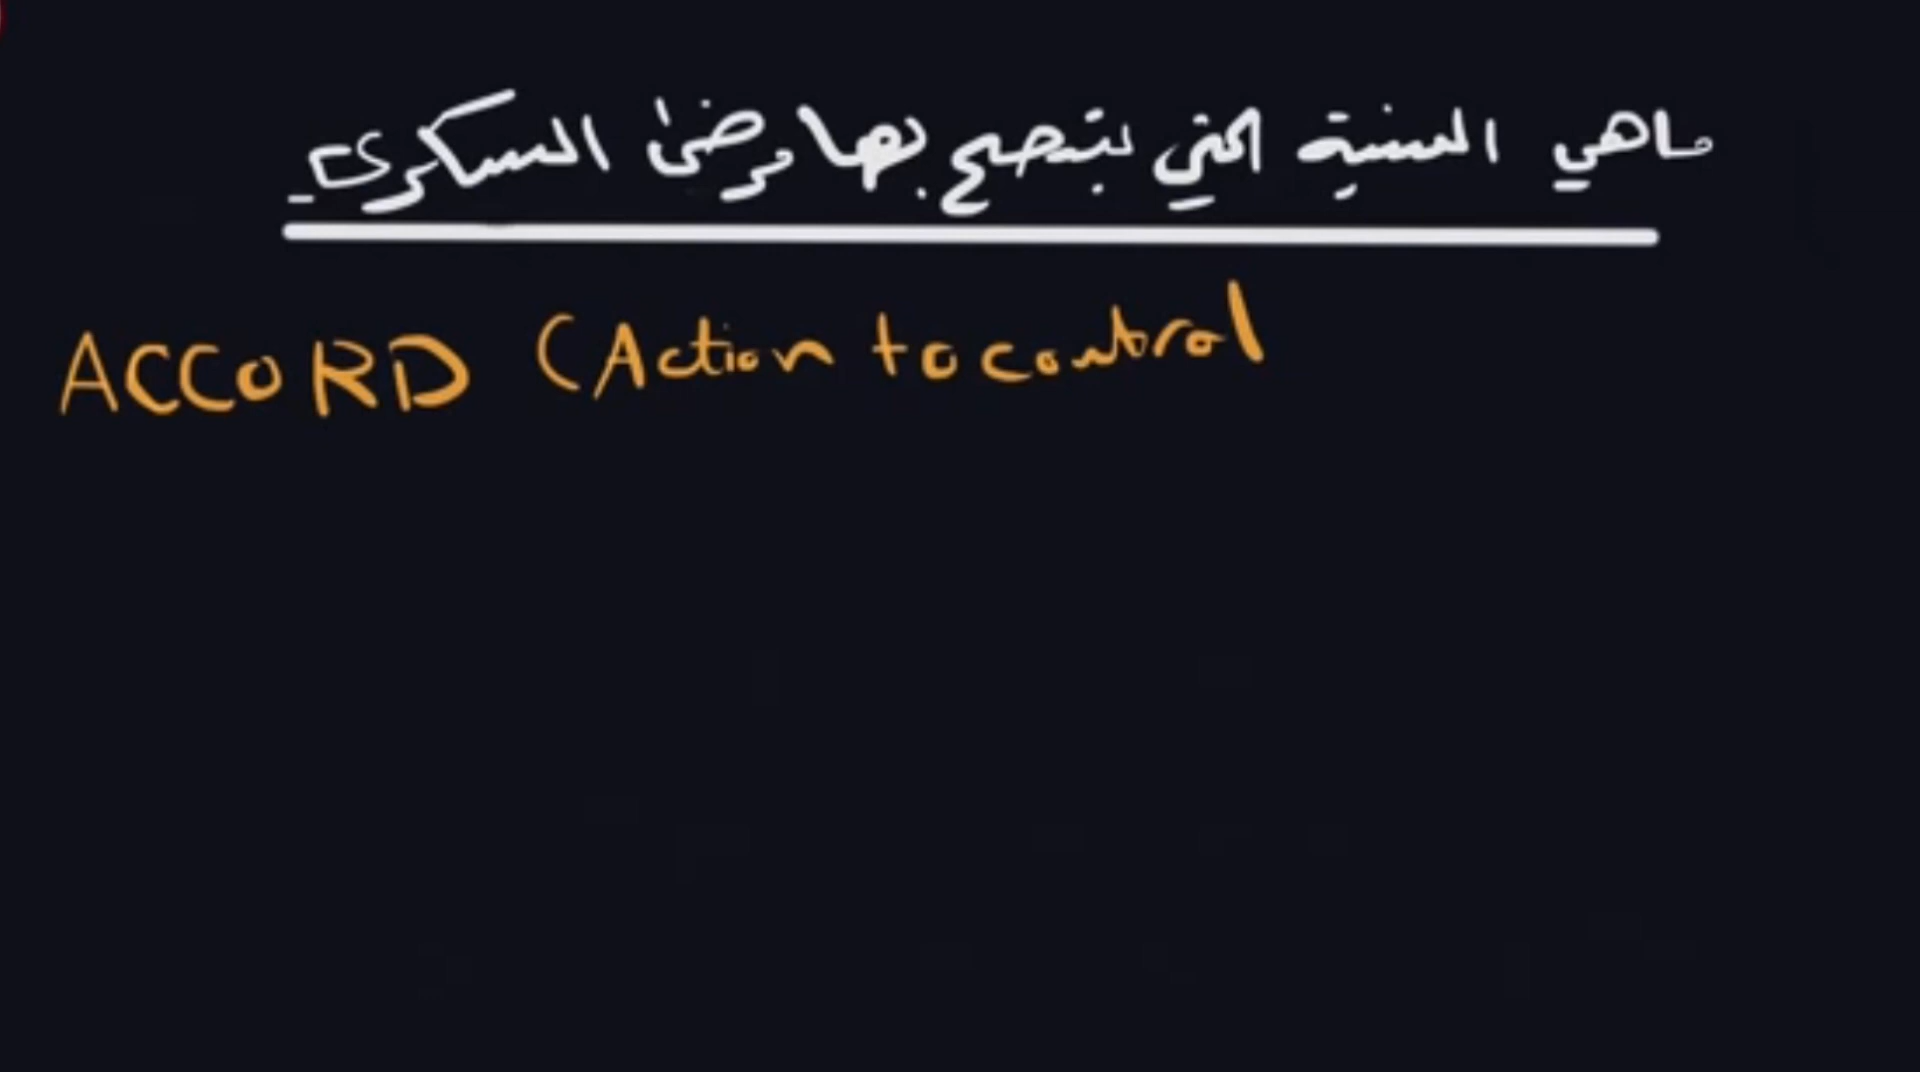 ماهي النسبة التي ننصح بها مرضى السكري
ACCORD (Action to control